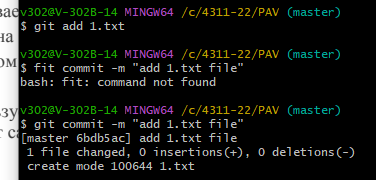 v302@V-302B-14 MINGW64 /c/4311-22/PAV (master)
$ git add 1.txt
v302@V-302B-14 MINGW64 /c/4311-22/PAV (master)
$ fit commit -m "add 1.txt file"
bash: fit: command not found
v302@V-302B-14 MINGW64 /c/4311-22/PAV (master)
$ git commit -m "add 1.txt file"
[master 6bdb5ac] add 1.txt file
 1 file changed, 0 insertions(+), 0 deletions(-)
 create mode 100644 1.txt